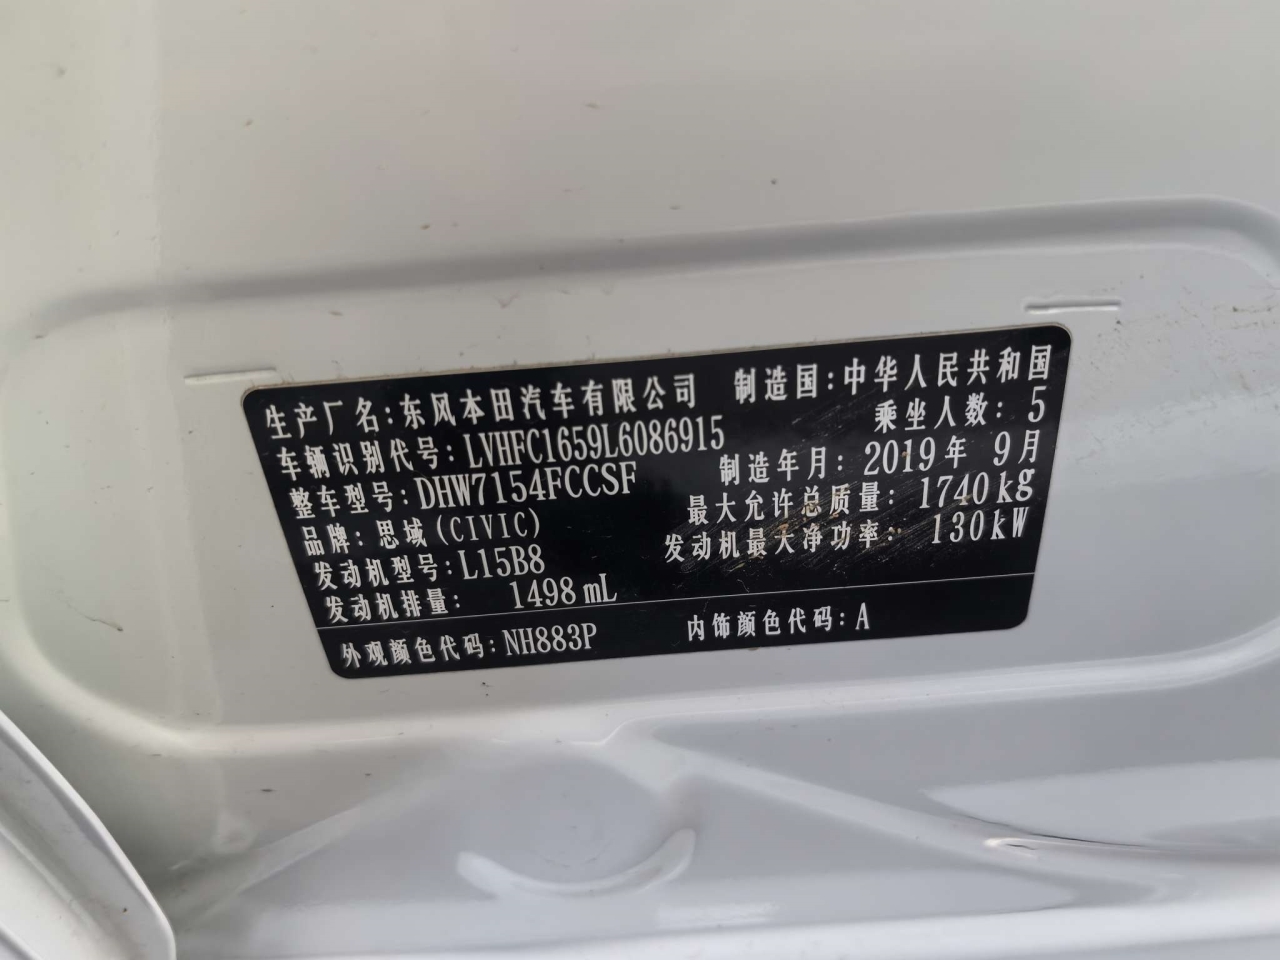 生产厂名:东风本田汽车有限公司 制造国:中华人民共和国
车辆识别代号:LVHFC1659L6086915 乘坐人数:5
整车型号:DHW7154FCCSF 制造年月:2019年 9月
品牌:思域(CIVIC) 最大允许总质量:1740kg
发动机型号:L15B8 发动机最大净功率:130kW
发动机排量: 1498mL
外观颜色代码:NH883P 内饰颜色代码:A